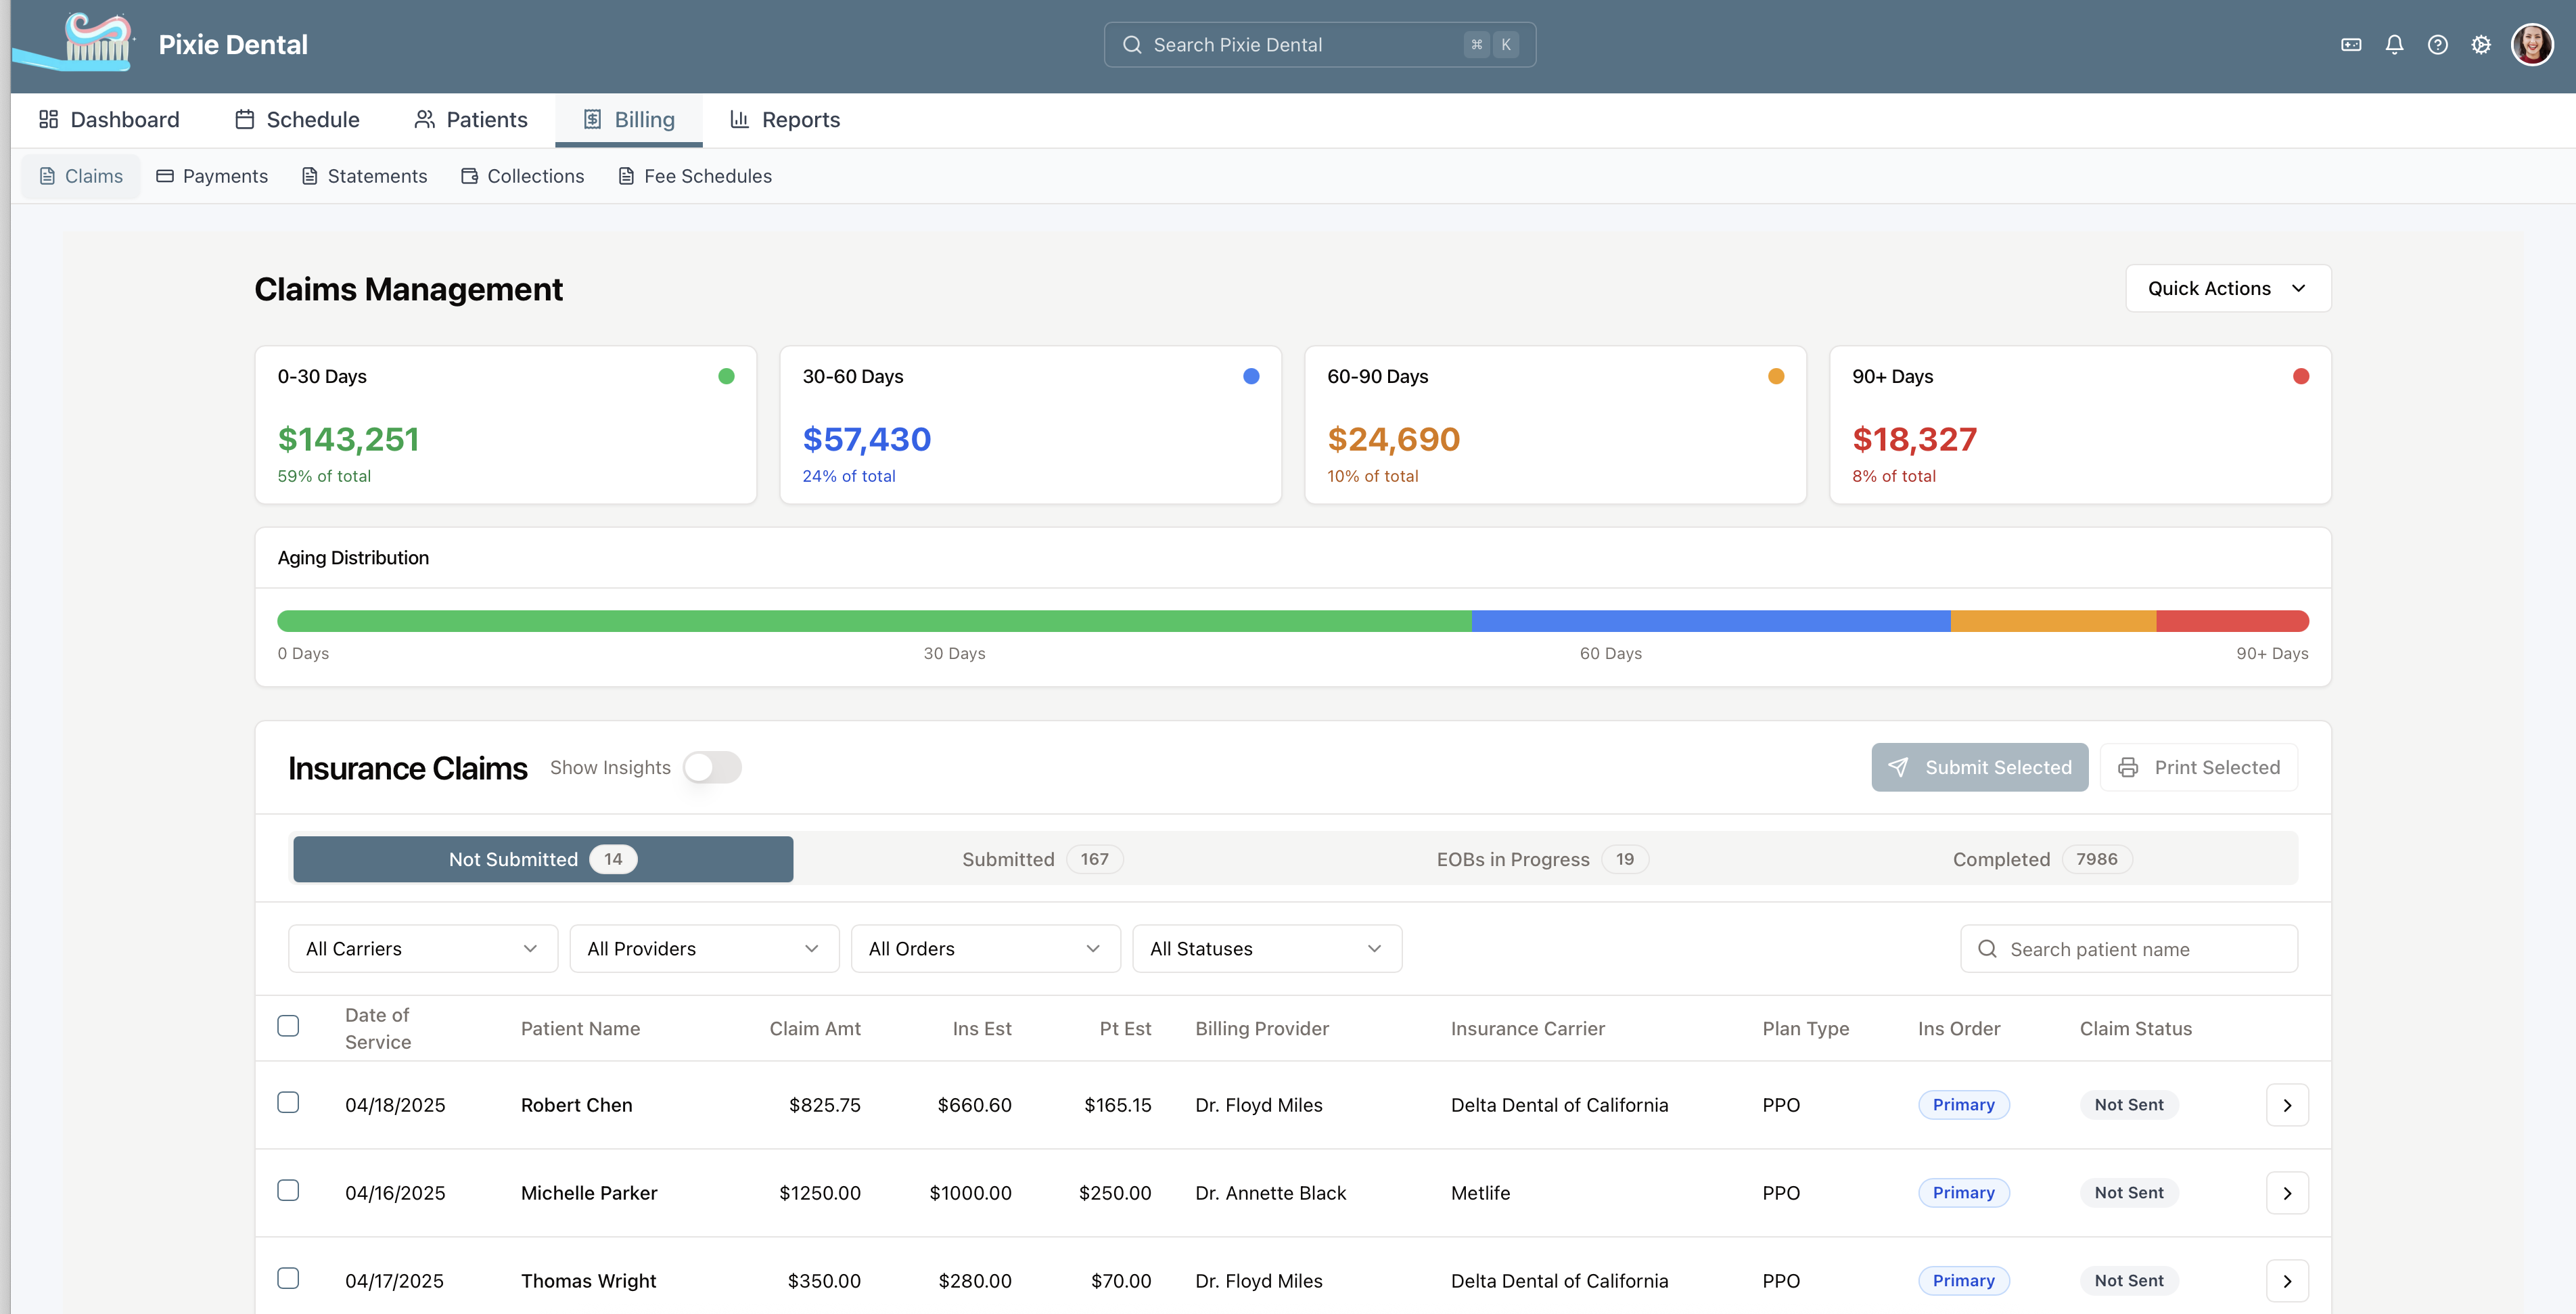 Pixie Dental
Search Pixie Dental ⌘ K
Dashboard Schedule Patients Billing Reports
Claims Payments Statements Collections Fee Schedules
Claims Management
Quick Actions
0-30 Days
$143,251
59% of total
30-60 Days
$57,430
24% of total
60-90 Days
$24,690
10% of total
90+ Days
$18,327
8% of total
Aging Distribution
0 Days 30 Days 60 Days 90+ Days
Insurance Claims Show Insights Submit Selected Print Selected
Not Submitted 14 Submitted 167 EOBs in Progress 19 Completed 7986
All Carriers All Providers All Orders All Statuses Search patient name
Date of Service Patient Name Claim Amt Ins Est Pt Est Billing Provider Insurance Carrier Plan Type Ins Order Claim Status
04/18/2025 Robert Chen $825.75 $660.60 $165.15 Dr. Floyd Miles Delta Dental of California PPO Primary Not Sent
04/16/2025 Michelle Parker $1250.00 $1000.00 $250.00 Dr. Annette Black Metlife PPO Primary Not Sent
04/17/2025 Thomas Wright $350.00 $280.00 $70.00 Dr. Floyd Miles Delta Dental of California PPO Primary Not Sent